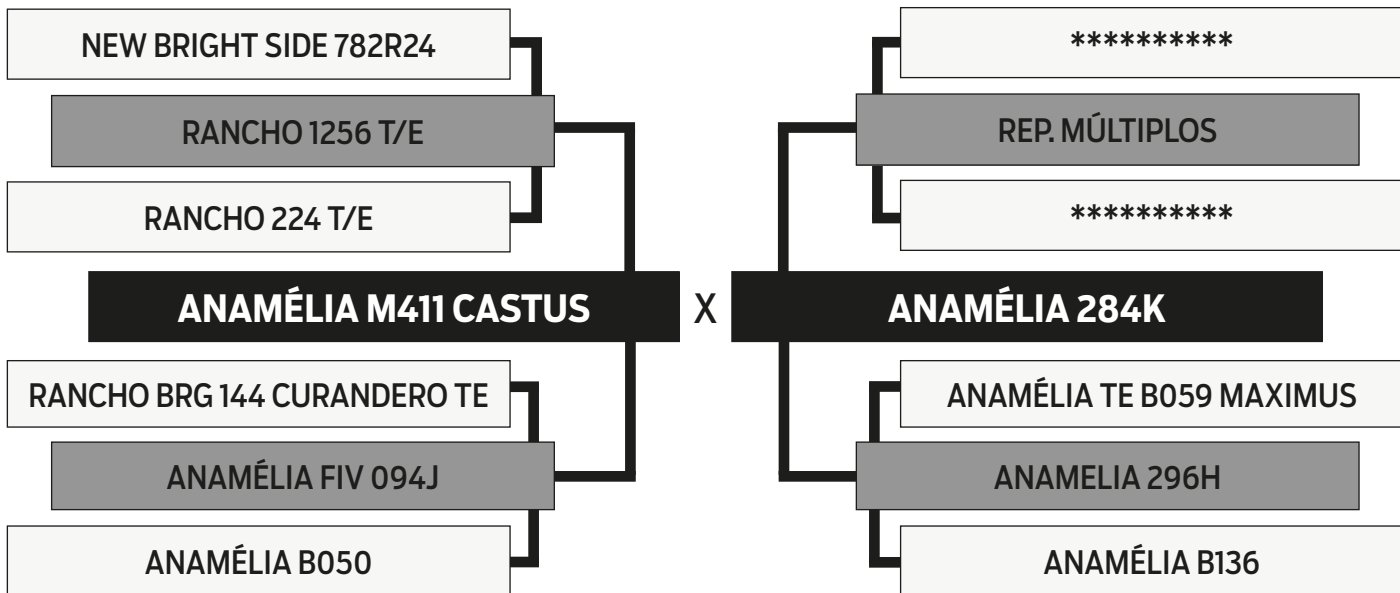 NEW BRIGHT SIDE 782R24
**********
RANCHO 1256 T/E
REP. MÚLTIPLOS
RANCHO 224 T/E
**********
ANAMÉLIA M411 CASTUS X ANAMÉLIA 284K
RANCHO BRG 144 CURANDERO TE
ANAMÉLIA TE B059 MAXIMUS
ANAMÉLIA FIV 094J
ANAMELIA 296H
ANAMÉLIA B050
ANAMÉLIA B136